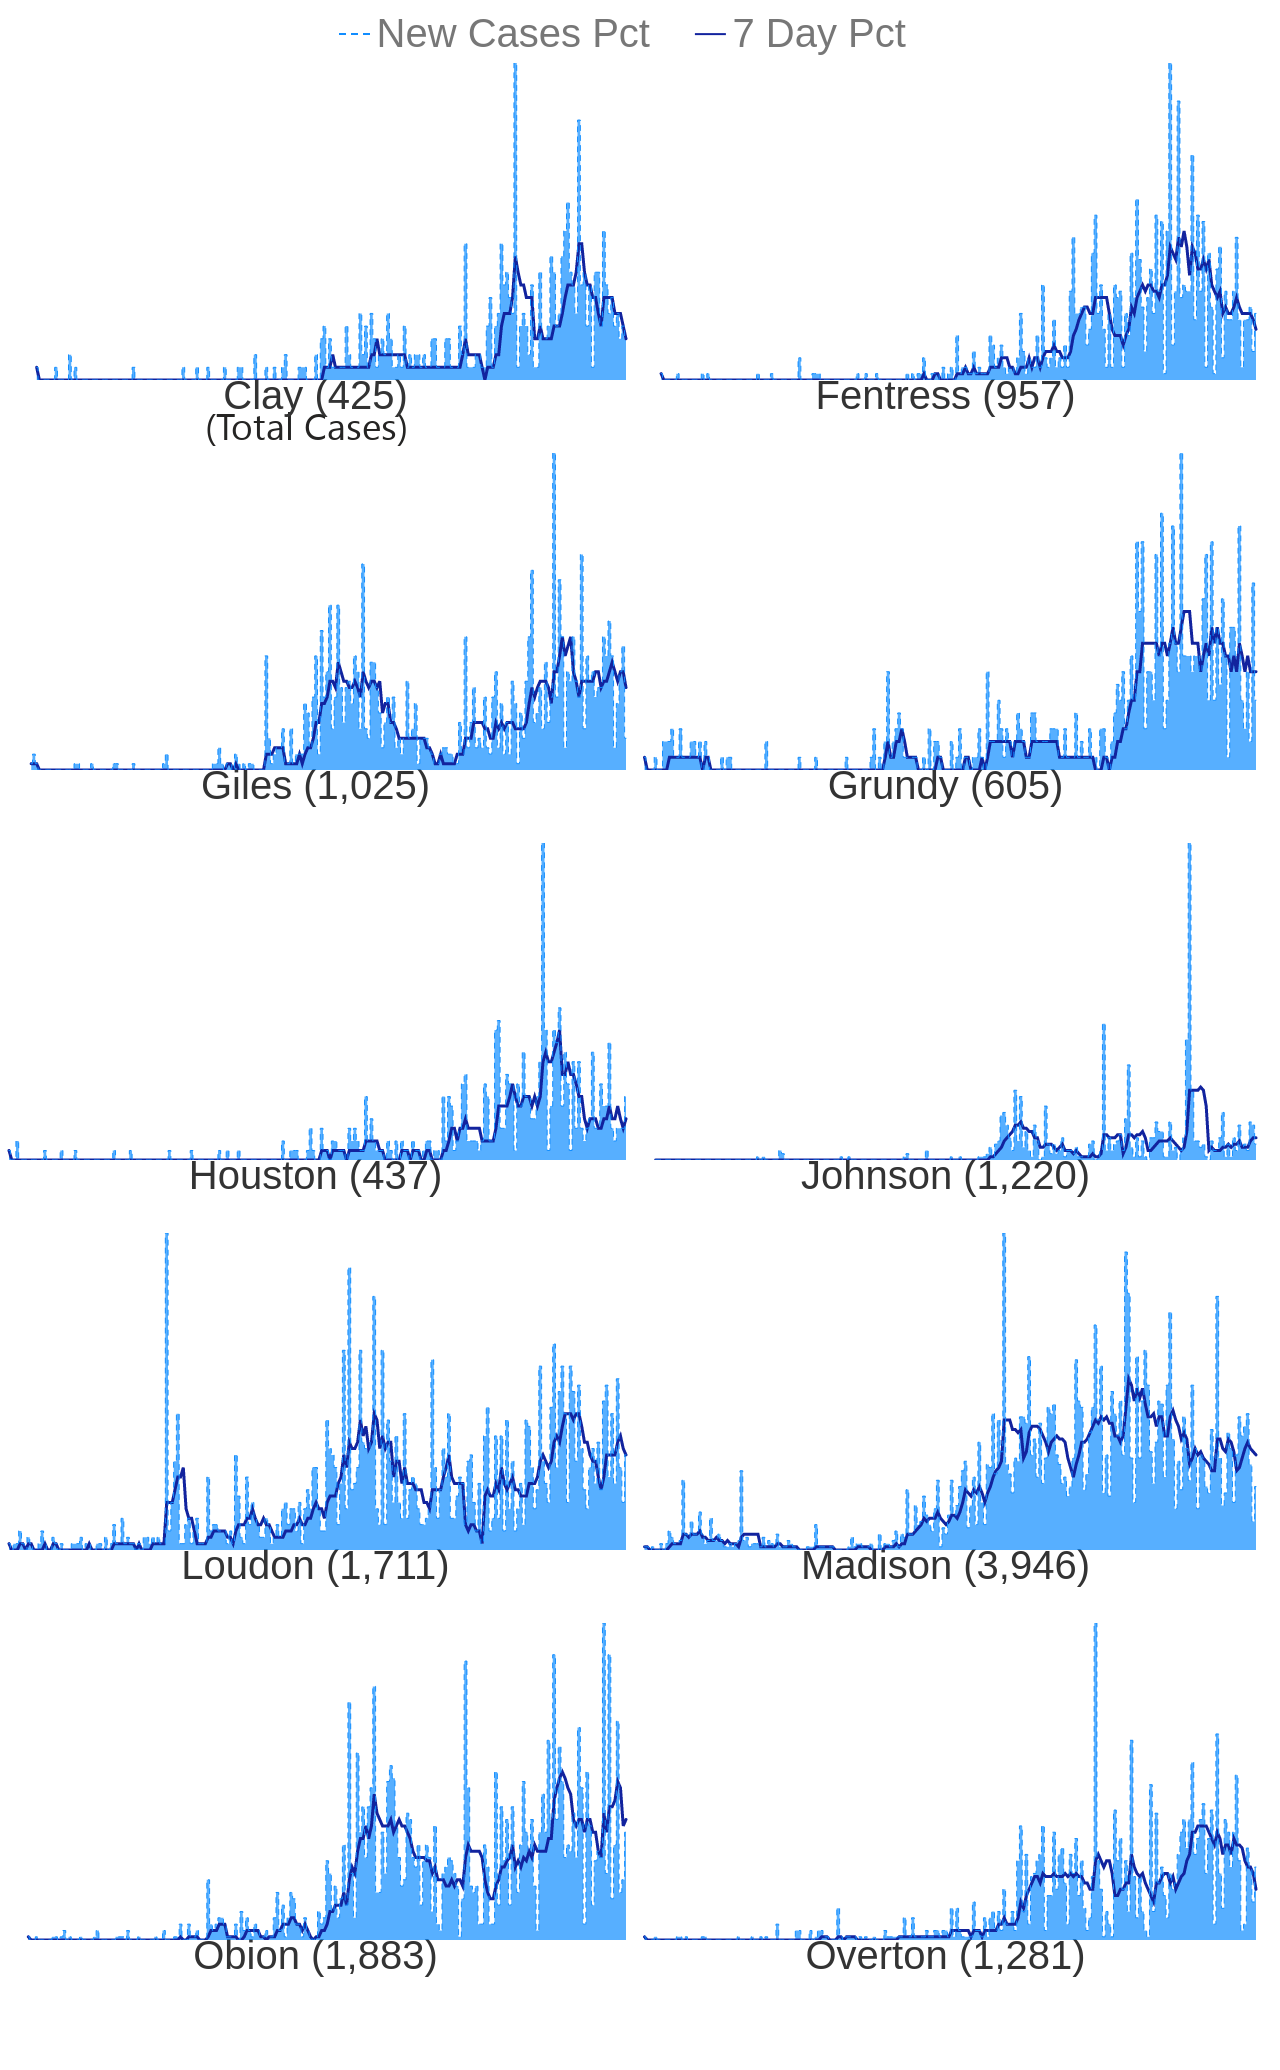 New Cases Pct 7 Day Pct
Clay (425) Fentress (957)
(Total Cases)
Giles (1,025) Grundy (605)
Houston (437) Johnson (1,220)
Loudon (1,711) Madison (3,946)
Obion (1,883) Overton (1,281)